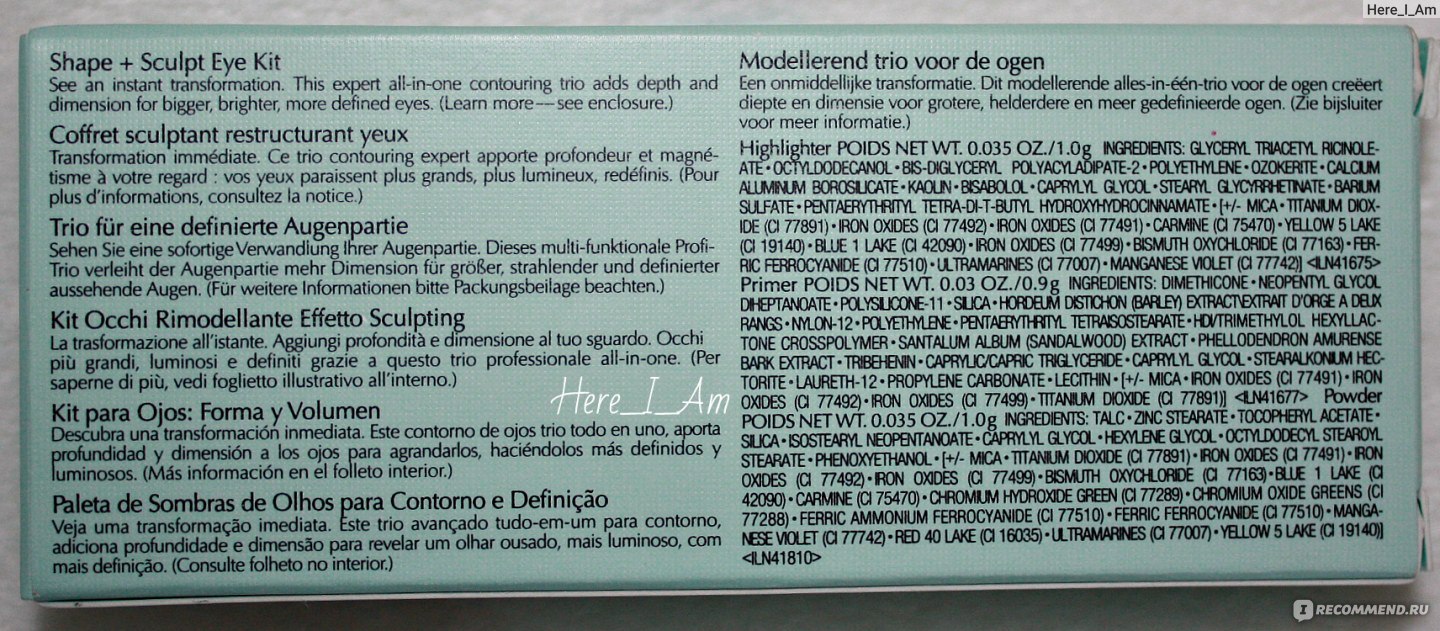 Here_I_Am
Shape + Sculpt Eye Kit
See an instant transformation. This expert all-in-one contouring trio adds depth and
dimension for bigger, brighter, more defined eyes. (Learn more—see enclosure.)
Coffret sculptant restructurant yeux
Transformation immédiate. Ce trio contouring expert apporte profondeur et magné-
tisme à votre regard : vos yeux paraissent plus grands, plus lumineux, redéfinis. (Pour
plus d'informations, consultez la notice.)
Trio für eine definierte Augenpartie
Sehen Sie eine sofortige Verwandlung Ihrer Augenpartie. Dieses multi-funktionale Profi-
Trio verleiht der Augenpartie mehr Dimension für größer, strahlender und definierter
aussehende Augen. (Für weitere Informationen bitte Packungsbeilage beachten.)
Kit Occhi Rimodellante Effetto Sculpting
La trasformazione all'istante. Aggiungi profondità e dimensione al tuo sguardo. Occhi
più grandi, luminosi e definiti grazie a questo trio professionale all-in-one. (Per
saperne di più, vedi foglietto illustrativo all'interno.)
Kit para Ojos: Forma y Volumen
Descubra una transformación inmediata. Este contorno de ojos trio todo en uno, aporta
profundidad y dimensión a los ojos para agrandarlos, haciéndolos más definidos y
luminosos. (Más información en el folleto interior.)
Paleta de Sombras de Olhos para Contorno e Definição
Veja uma transformação imediata. Este trio avançado tudo-em-um para contorno,
adiciona profundidade e dimensão para revelar um olhar ousado, mais luminoso, com
mais definição. (Consulte folheto no interior.)
Modellerend trio voor de ogen
Een onmiddellijke transformatie. Dit modellerende alles-in-één-trio voor de ogen creëert
diepte en dimensie voor grotere, helderdere en meer gedefinieerde ogen. (Zie bijsluiter
voor meer informatie.)
Highlighter POIDS NET WT. 0.035 OZ./1.0g INGREDIENTS: GLYCERYL TRIACETYL RICINOLE-
ATE • OCTYLDODECANOL • BIS-DIGLYCERYL POLYACYLADIPATE-2 • POLYETHYLENE • OZOKERITE • CALCIUM
ALUMINUM BOROSILICATE • KAOLIN • BISABOLOL • CAPRYLYL GLYCOL • STEARYL GLYCYRRHETINATE • BARIUM
SULFATE • PENTAERYTHRITYL TETRA-DI-T-BUTYL HYDROXYHYDROCINNAMATE • [+/- MICA • TITANIUM DIOX-
IDE (CI 77891) • IRON OXIDES (CI 77492) • IRON OXIDES (CI 77491) • CARMINE (CI 75470) • YELLOW 5 LAKE
(CI 19140) • BLUE 1 LAKE (CI 42090) • IRON OXIDES (CI 77499) • BISMUTH OXYCHLORIDE (CI 77163) • FER-
RIC FERROCYANIDE (CI 77510) • ULTRAMARINES (CI 77007) • MANGANESE VIOLET (CI 77742)] <ILN41675>
Primer POIDS NET WT. 0.03 OZ./0.9g INGREDIENTS: DIMETHICONE • NEOPENTYL GLYCOL
DIHEPTANOATE • POLYSILICONE-11 • SILICA • HORDEUM DISTICHON (BARLEY) EXTRACT\EXTRAIT D'ORGE A DEUX
RANGS • NYLON-12 • POLYETHYLENE • PENTAERYTHRITYL TETRAISOSTEARATE • HDI/TRIMETHYLOL HEXYLLAC-
TONE CROSSPOLYMER • SANTALUM ALBUM (SANDALWOOD) EXTRACT • PHELLODENDRON AMURENSE
BARK EXTRACT • TRIBEHENIN • CAPRYLIC/CAPRIC TRIGLYCERIDE • CAPRYLYL GLYCOL • STEARALKONIUM HEC-
TORITE • LAURETH-12 • PROPYLENE CARBONATE • LECITHIN • [+/- MICA • IRON OXIDES (CI 77491) • IRON
OXIDES (CI 77492) • IRON OXIDES (CI 77499) • TITANIUM DIOXIDE (CI 77891)] <ILN41677> Powder
POIDS NET WT. 0.035 OZ./1.0g INGREDIENTS: TALC • ZINC STEARATE • TOCOPHERYL ACETATE •
SILICA • ISOSTEARYL NEOPENTANOATE • CAPRYLYL GLYCOL • HEXYLENE GLYCOL • OCTYLDODECYL STEAROYL
STEARATE • PHENOXYETHANOL • [+/- MICA • TITANIUM DIOXIDE (CI 77891) • IRON OXIDES (CI 77491) • IRON
OXIDES (CI 77492) • IRON OXIDES (CI 77499) • BISMUTH OXYCHLORIDE (CI 77163) • BLUE 1 LAKE (CI
42090) • CARMINE (CI 75470) • CHROMIUM HYDROXIDE GREEN (CI 77289) • CHROMIUM OXIDE GREENS (CI
77288) • FERRIC AMMONIUM FERROCYANIDE (CI 77510) • FERRIC FERROCYANIDE (CI 77510) • MANGA-
NESE VIOLET (CI 77742) • RED 40 LAKE (CI 16035) • ULTRAMARINES (CI 77007) • YELLOW 5 LAKE (CI 19140)]
<ILN41810>
Here_I_Am
I RECOMMEND.RU